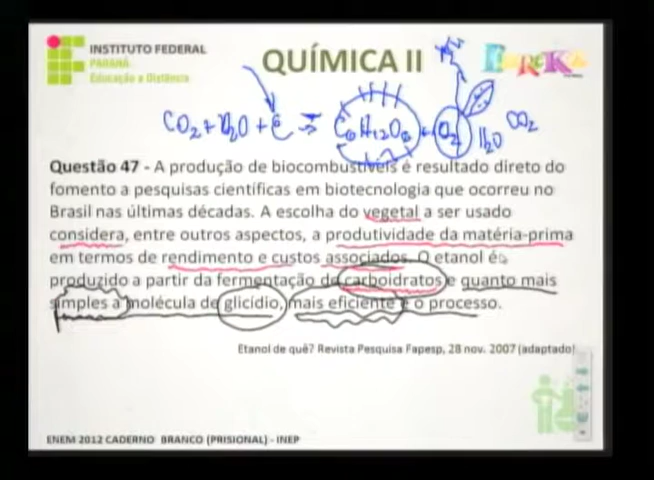 INSTITUTO FEDERAL
PARANÁ
Educação a Distância
QUÍMICA II
EUREKA
CO2 + H2O + E → C6H12O6 + O2
H2O CO2
Questão 47 - A produção de biocombustíveis é resultado direto do
fomento a pesquisas científicas em biotecnologia que ocorreu no
Brasil nas últimas décadas. A escolha do vegetal a ser usado
considera, entre outros aspectos, a produtividade da matéria-prima
em termos de rendimento e custos associados. O etanol é
produzido a partir da fermentação de carboidratos e quanto mais
simples a molécula de glicídio, mais eficiente é o processo.
Etanol de quê? Revista Pesquisa Fapesp, 28 nov. 2007 (adaptado)
ENEM 2012 CADERNO BRANCO (PRISIONAL) - INEP